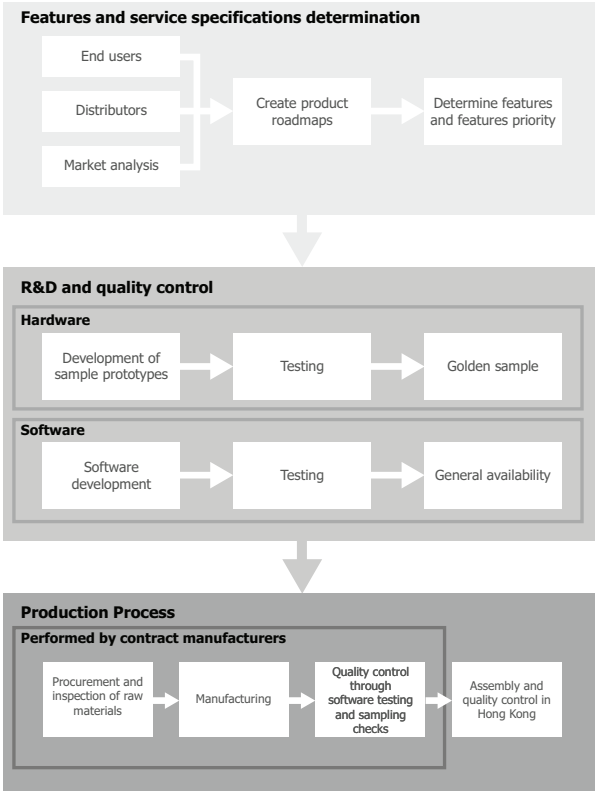 Features and service specifications determination
End users
Distributors
Market analysis
Create product
roadmaps
Determine features
and features priority
R&D and quality control
Hardware
Development of
sample prototypes
Testing
Golden sample
Software
Software
development
Testing
General availability
Production Process
Performed by contract manufacturers
Procurement and
inspection of raw
materials
Manufacturing
Quality control
through
software testing
and sampling
checks
Assembly and
quality control in
Hong Kong